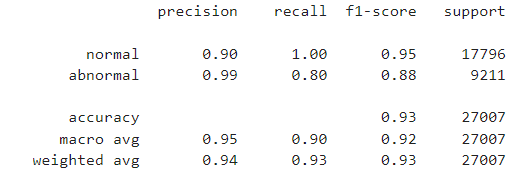 precision recall f1-score support
normal 0.90 1.00 0.95 17796
abnormal 0.99 0.80 0.88 9211
accuracy 0.93 27007
macro avg 0.95 0.90 0.92 27007
weighted avg 0.94 0.93 0.93 27007